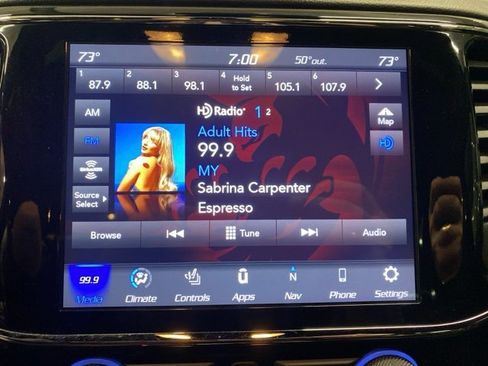 73° 7:00 50°out. 73°
1 2 3 4 5 6
87.9 88.1 98.1 Hold to Set 105.1 107.9
AM HD Radio 1 2 Map
Adult Hits
FM 99.9 HD
MY
Sabrina Carpenter
Source Select Espresso
Browse Tune Audio
99.9 û N
Media Climate Controls Apps Nav Phone Settings